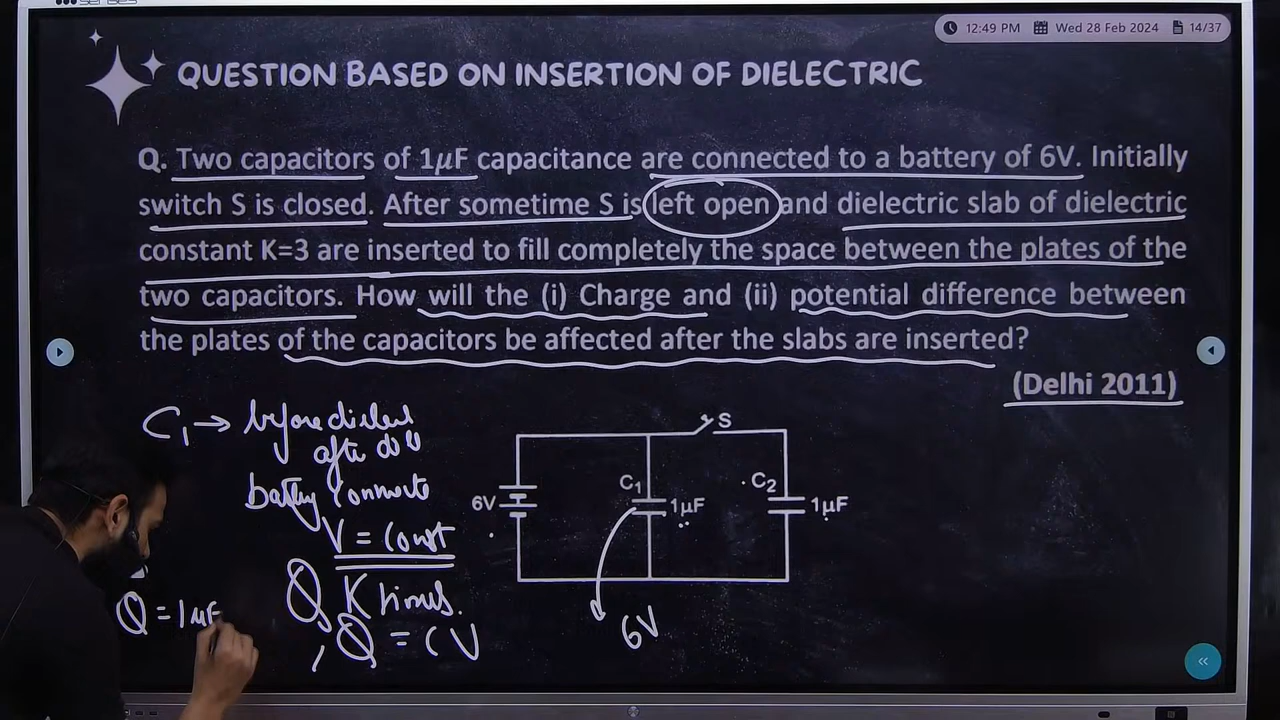 12:49 PM Wed 28 Feb 2024 14/37
QUESTION BASED ON INSERTION OF DIELECTRIC
Q. Two capacitors of 1μF capacitance are connected to a battery of 6V. Initially
switch S is closed. After sometime S is left open and dielectric slab of dielectric
constant K=3 are inserted to fill completely the space between the plates of the
two capacitors. How will the (i) Charge and (ii) potential difference between
the plates of the capacitors be affected after the slabs are inserted?
(Delhi 2011)
C₁ → before
after
battery
V = Const
Q, K times.
Q = CV
Q = 1μF
S
6V
C₁
1μF
C₂
1μF
6V